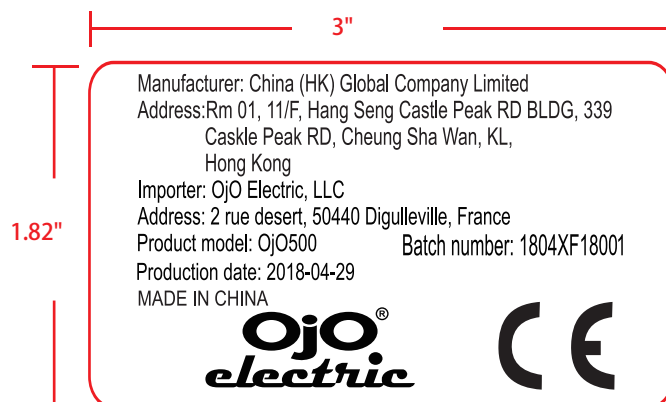 3"
Manufacturer: China (HK) Global Company Limited
Address:Rm 01, 11/F, Hang Seng Castle Peak RD BLDG, 339
Caskle Peak RD, Cheung Sha Wan, KL,
Hong Kong
Importer: OjO Electric, LLC
1.82"
Address: 2 rue desert, 50440 Digulleville, France
Product model: OjO500 Batch number: 1804XF18001
Production date: 2018-04-29
MADE IN CHINA
OjO®
electric
CE